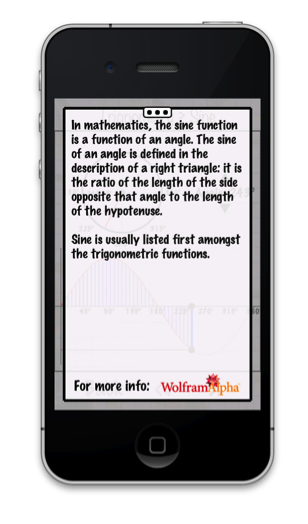 In mathematics, the sine function
is a function of an angle. The sine
of an angle is defined in the
description of a right triangle: it is
the ratio of the length of the side
opposite that angle to the length
of the hypotenuse.
Sine is usually listed first amongst
the trigonometric functions.
For more info: WolframAlpha